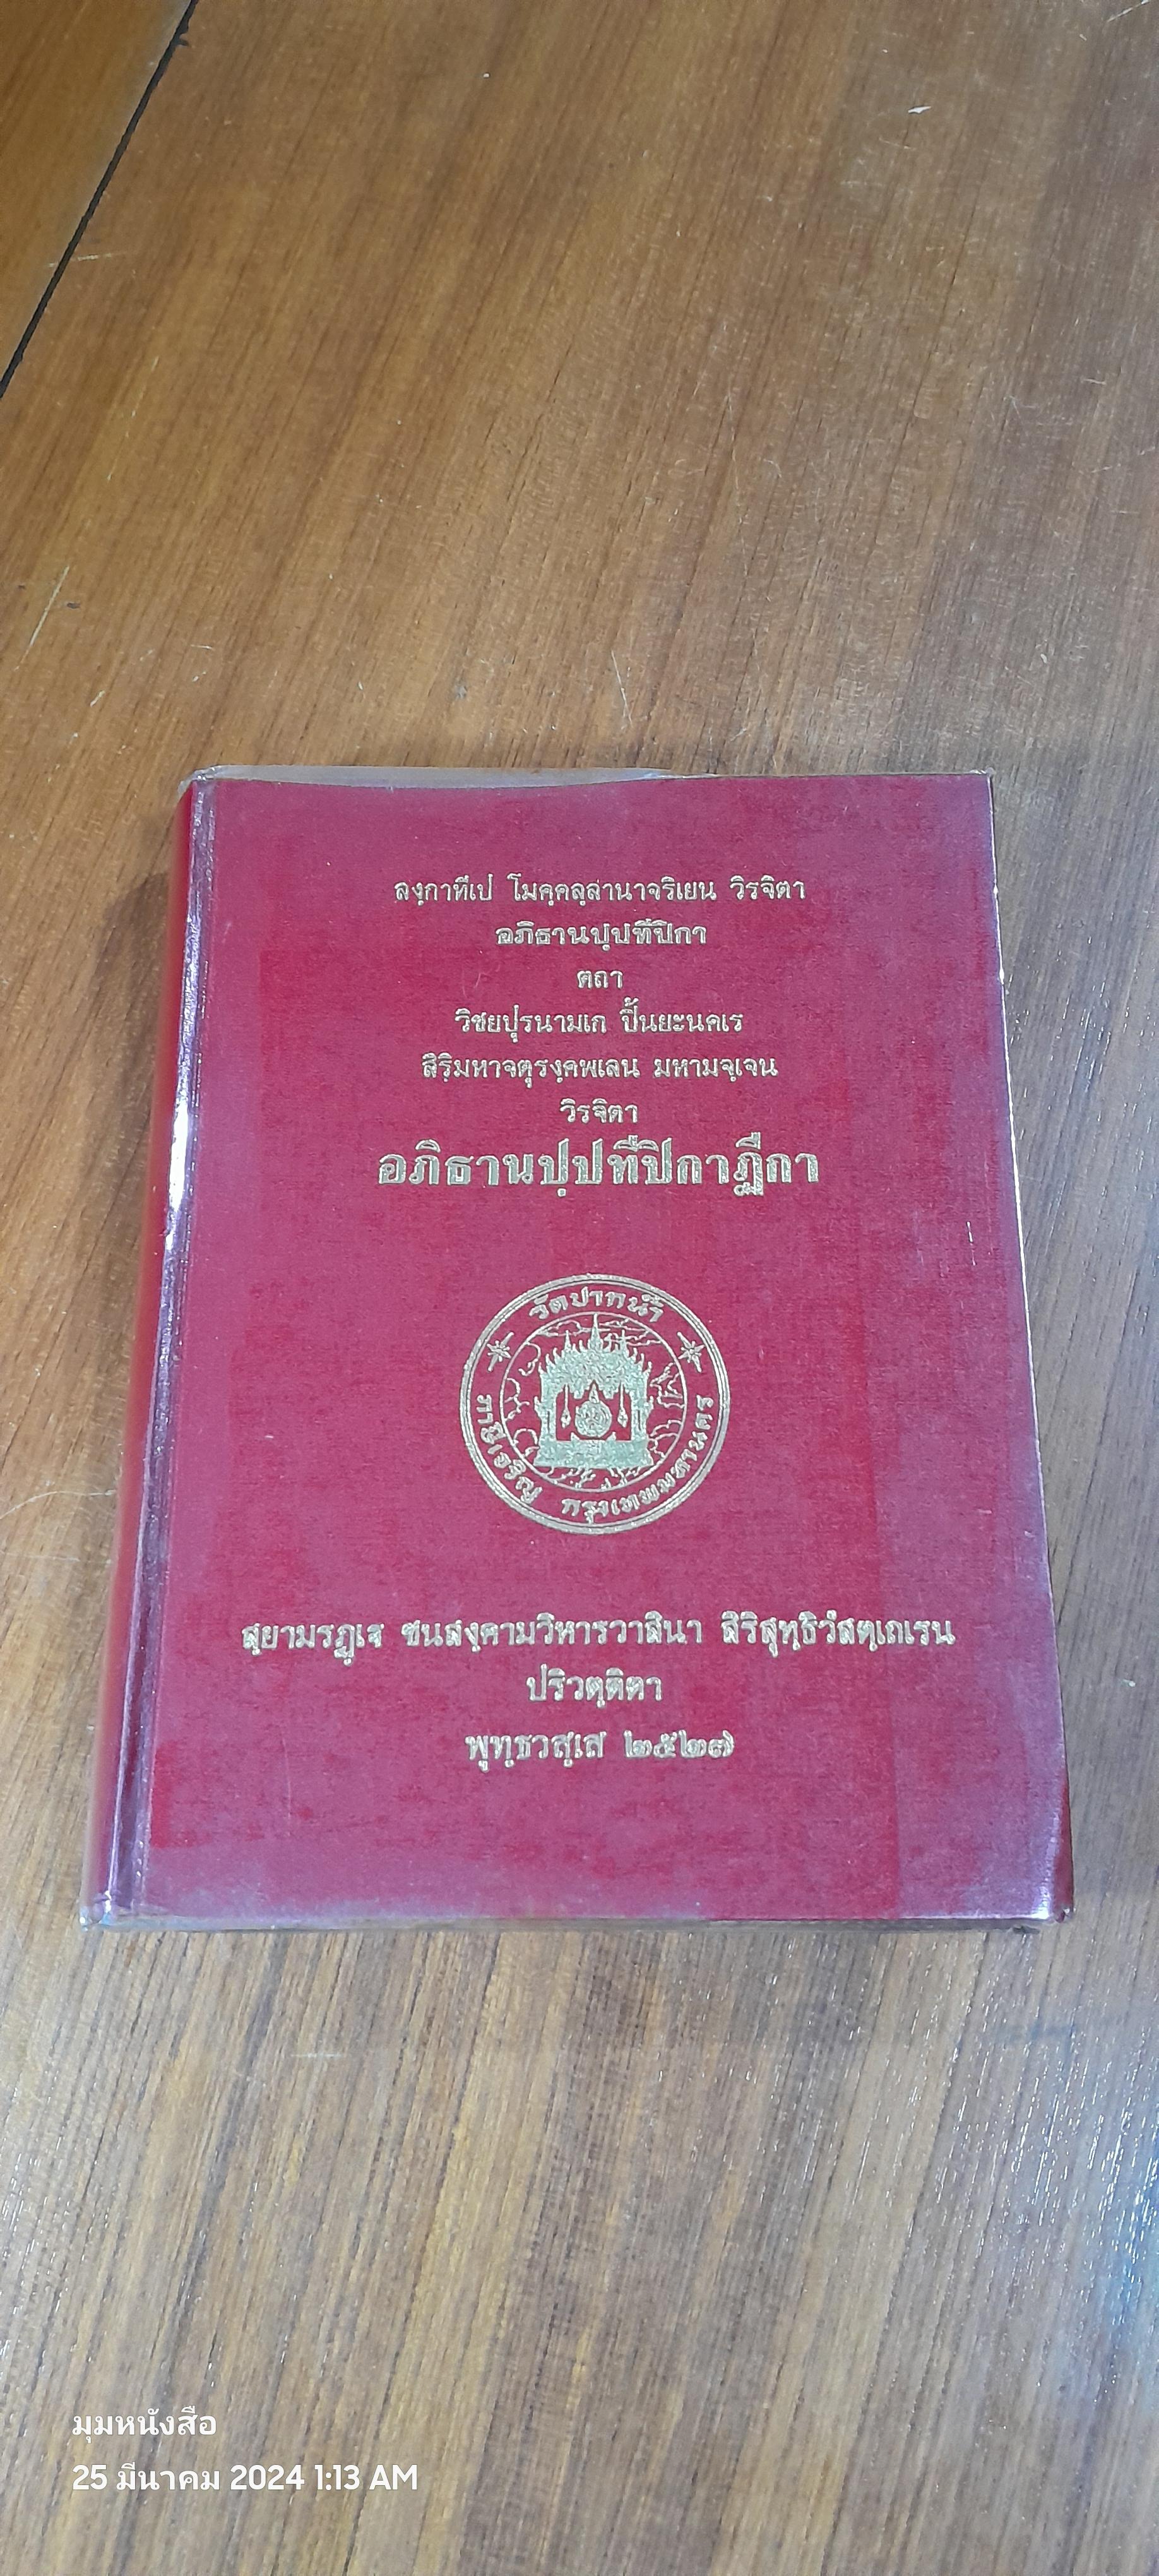 ลงฺกาทีเป โมคฺคลฺลานาจริเยน วิรจิตา
อภิธานปฺปทีปิกา
ตถา
วิชยปุรนามเก ปิ้นยะนคเร
สิริมหาจตุรงฺคพเลน มหามจฺเจน
วิรจิตา
อภิธานปฺปทีปิกาฏีกา
วัดปากน้ำ
ภาษีเจริญ กรุงเทพมหานคร
สฺยามรฏฺเฐ ชนสงฺคามวิหารวาสินา สิริสุทฺธิวํสตฺเถเรน
ปริวตฺติตา
พุทฺธวสฺเส ๒๕๒๗
มุมหนังสือ
25 มีนาคม 2024 1:13 AM